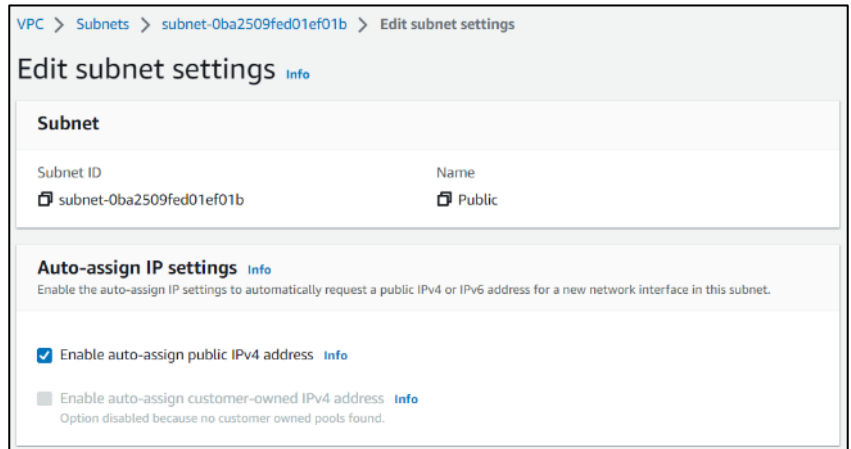 VPC > Subnets > subnet-0ba2509fed01ef01b > Edit subnet settings
Edit subnet settings Info
Subnet
Subnet ID Name
subnet-0ba2509fed01ef01b Public
Auto-assign IP settings Info
Enable the auto-assign IP settings to automatically request a public IPv4 or IPv6 address for a new network interface in this subnet.
Enable auto-assign public IPv4 address Info
Enable auto-assign customer-owned IPv4 address Info
Option disabled because no customer owned pools found.